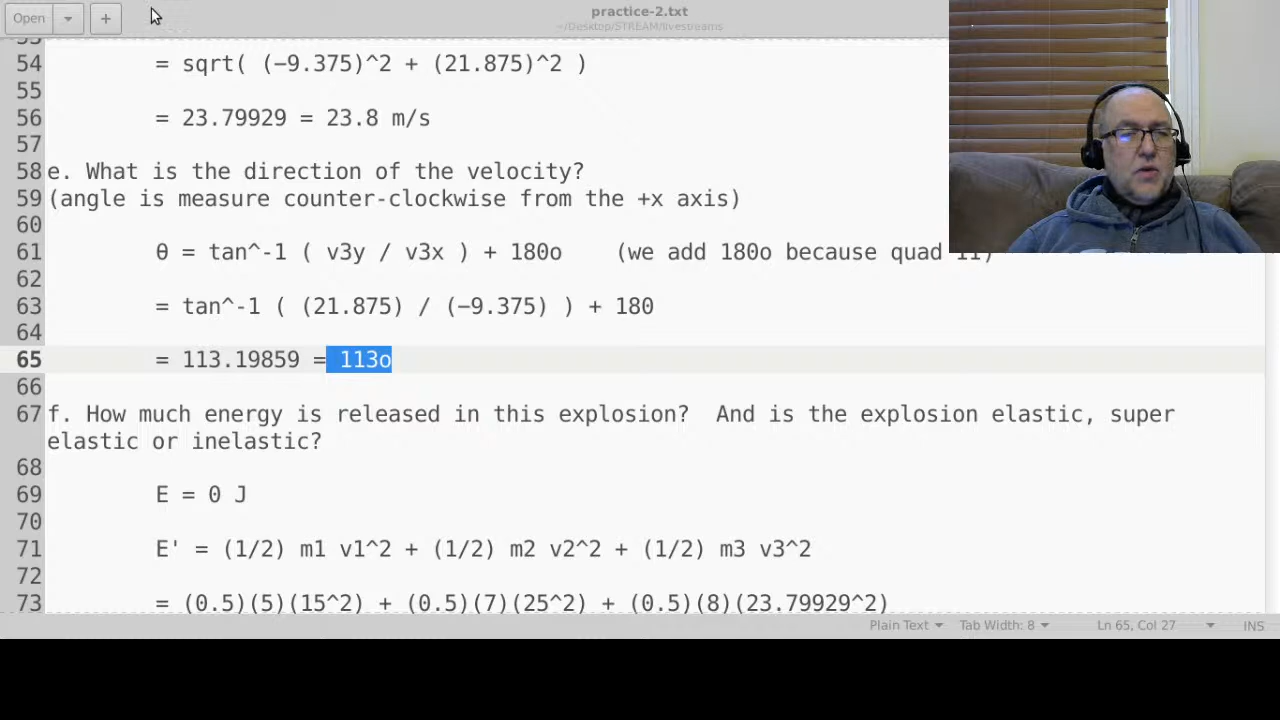 Open
+
practice-2.txt
~/Desktop/STREAM/livestreams
53
54 = sqrt( (−9.375)^2 + (21.875)^2 )
55
56 = 23.79929 = 23.8 m/s
57
58 e. What is the direction of the velocity?
59 (angle is measure counter-clockwise from the +x axis)
60
61 θ = tan^-1 ( v3y / v3x ) + 180o (we add 180o because quad II)
62
63 = tan^-1 ( (21.875) / (−9.375) ) + 180
64
65 = 113.19859 = 113o
66
67 f. How much energy is released in this explosion? And is the explosion elastic, super
elastic or inelastic?
68
69 E = 0 J
70
71 E' = (1/2) m1 v1^2 + (1/2) m2 v2^2 + (1/2) m3 v3^2
72
73 = (0.5)(5)(15^2) + (0.5)(7)(25^2) + (0.5)(8)(23.79929^2)
Plain Text Tab Width: 8 Ln 65, Col 27 INS